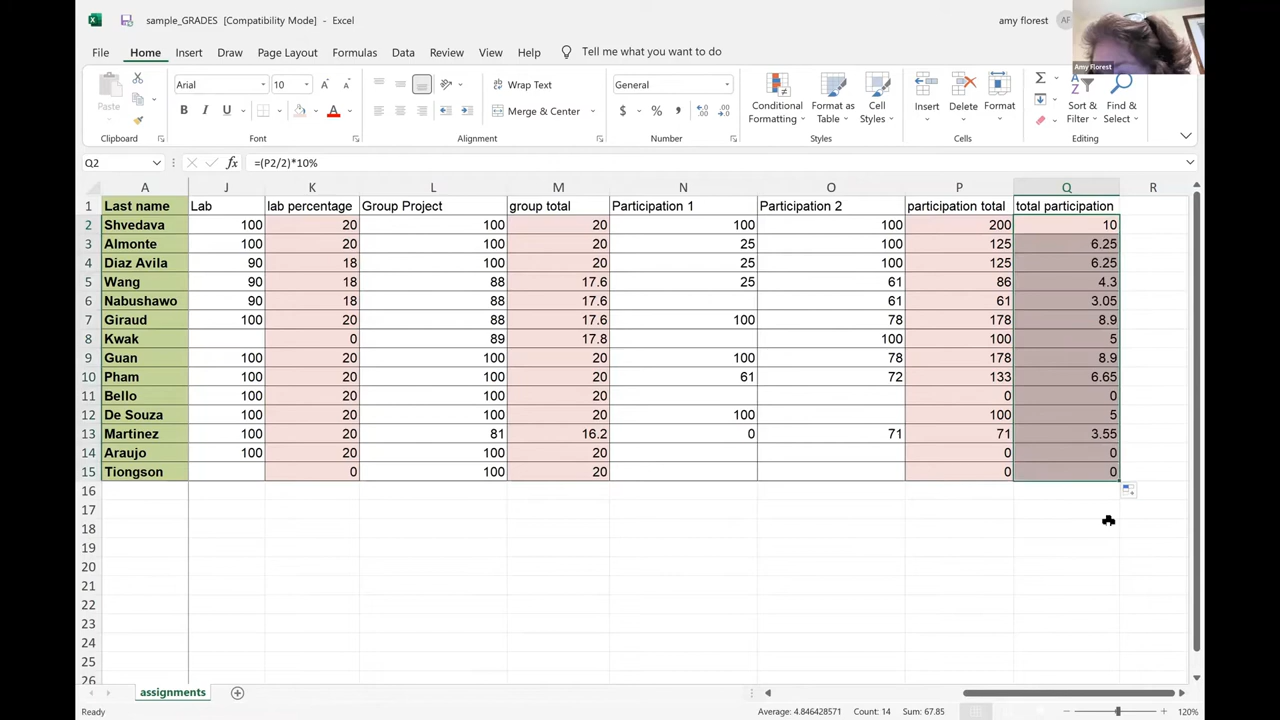 sample_GRADES [Compatibility Mode] - Excel
amy florest
AF
Amy Florest
File Home Insert Draw Page Layout Formulas Data Review View Help Tell me what you want to do
Paste
Arial 10
B I U
A
Wrap Text
Merge & Center
General
$ % ,
Conditional Formatting
Format as Table
Cell Styles
Insert Delete Format
Sort & Filter
Find & Select
Clipboard Font Alignment Number Styles Cells Editing
Q2 fx =(P2/2)*10%
A J K L M N O P Q R
1 Last name Lab lab percentage Group Project group total Participation 1 Participation 2 participation total total participation
2 Shvedava 100 20 100 20 100 100 200 10
3 Almonte 100 20 100 20 25 100 125 6.25
4 Diaz Avila 90 18 100 20 25 100 125 6.25
5 Wang 90 18 88 17.6 25 61 86 4.3
6 Nabushawo 90 18 88 17.6 61 61 3.05
7 Giraud 100 20 88 17.6 100 78 178 8.9
8 Kwak 0 89 17.8 100 100 5
9 Guan 100 20 100 20 100 78 178 8.9
10 Pham 100 20 100 20 61 72 133 6.65
11 Bello 100 20 100 20 0 0
12 De Souza 100 20 100 20 100 100 5
13 Martinez 100 20 81 16.2 0 71 71 3.55
14 Araujo 100 20 100 20 0 0
15 Tiongson 0 100 20 0 0
16
17
18
19
20
21
22
23
24
25
26
assignments
Ready
Average: 4.846428571 Count: 14 Sum: 67.85
120%